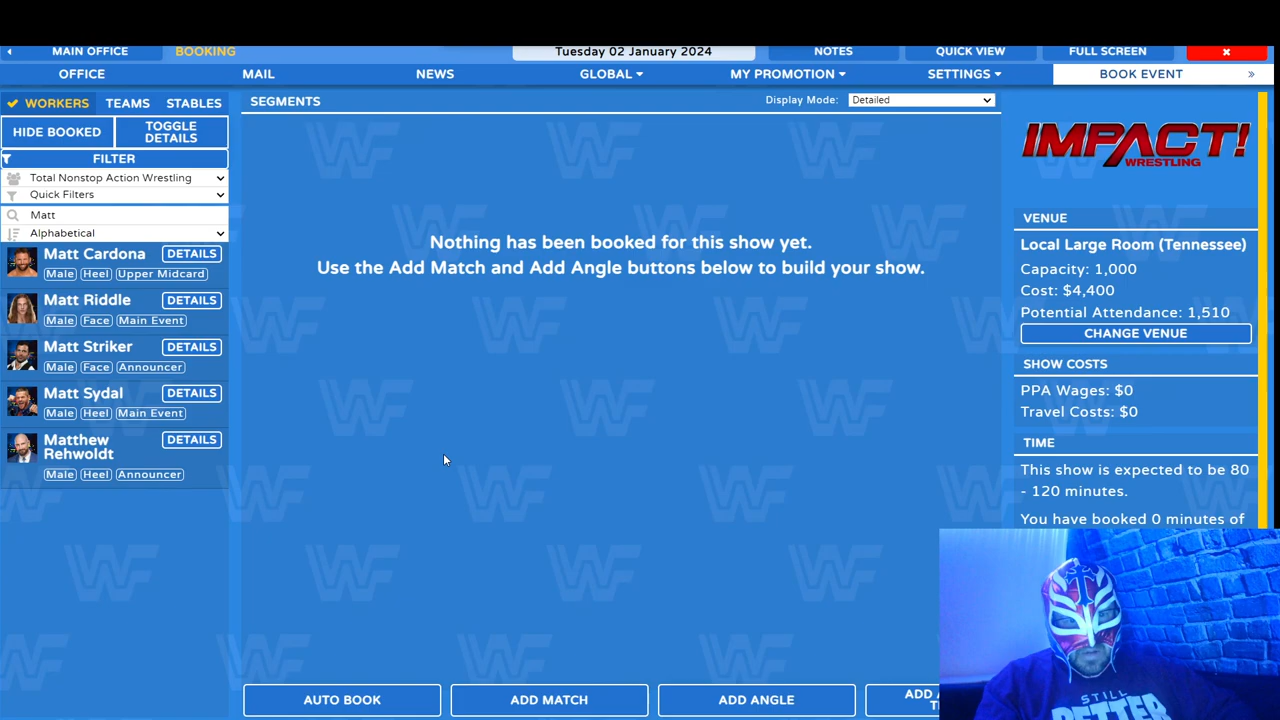 MAIN OFFICE
BOOKING
Tuesday 02 January 2024
NOTES
QUICK VIEW
FULL SCREEN
OFFICE
MAIL
NEWS
GLOBAL
MY PROMOTION
SETTINGS
BOOK EVENT
WORKERS
TEAMS
STABLES
HIDE BOOKED
TOGGLE
DETAILS
FILTER
Total Nonstop Action Wrestling
Quick Filters
Matt
Alphabetical
Matt Cardona
DETAILS
Male Heel Upper Midcard
Matt Riddle
DETAILS
Male Face Main Event
Matt Striker
DETAILS
Male Face Announcer
Matt Sydal
DETAILS
Male Heel Main Event
Matthew
Rehwoldt
DETAILS
Male Heel Announcer
SEGMENTS
Display Mode:
Detailed
Nothing has been booked for this show yet.
Use the Add Match and Add Angle buttons below to build your show.
AUTO BOOK
ADD MATCH
ADD ANGLE
ADD
IMPACT!
WRESTLING
VENUE
Local Large Room (Tennessee)
Capacity: 1,000
Cost: $4,400
Potential Attendance: 1,510
CHANGE VENUE
SHOW COSTS
PPA Wages: $0
Travel Costs: $0
TIME
This show is expected to be 80
- 120 minutes.
You have booked 0 minutes of
STILL